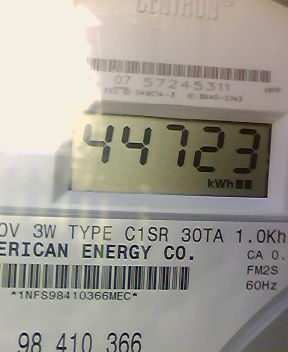 CENTRON®
07 57245311
HPP
44723
kWh
0V 3W TYPE C1SR 30TA 1.0Kh
ERICAN ENERGY CO.
CA 0.
FM2S
60Hz
*1NFS98410366MEC*
98 410 366